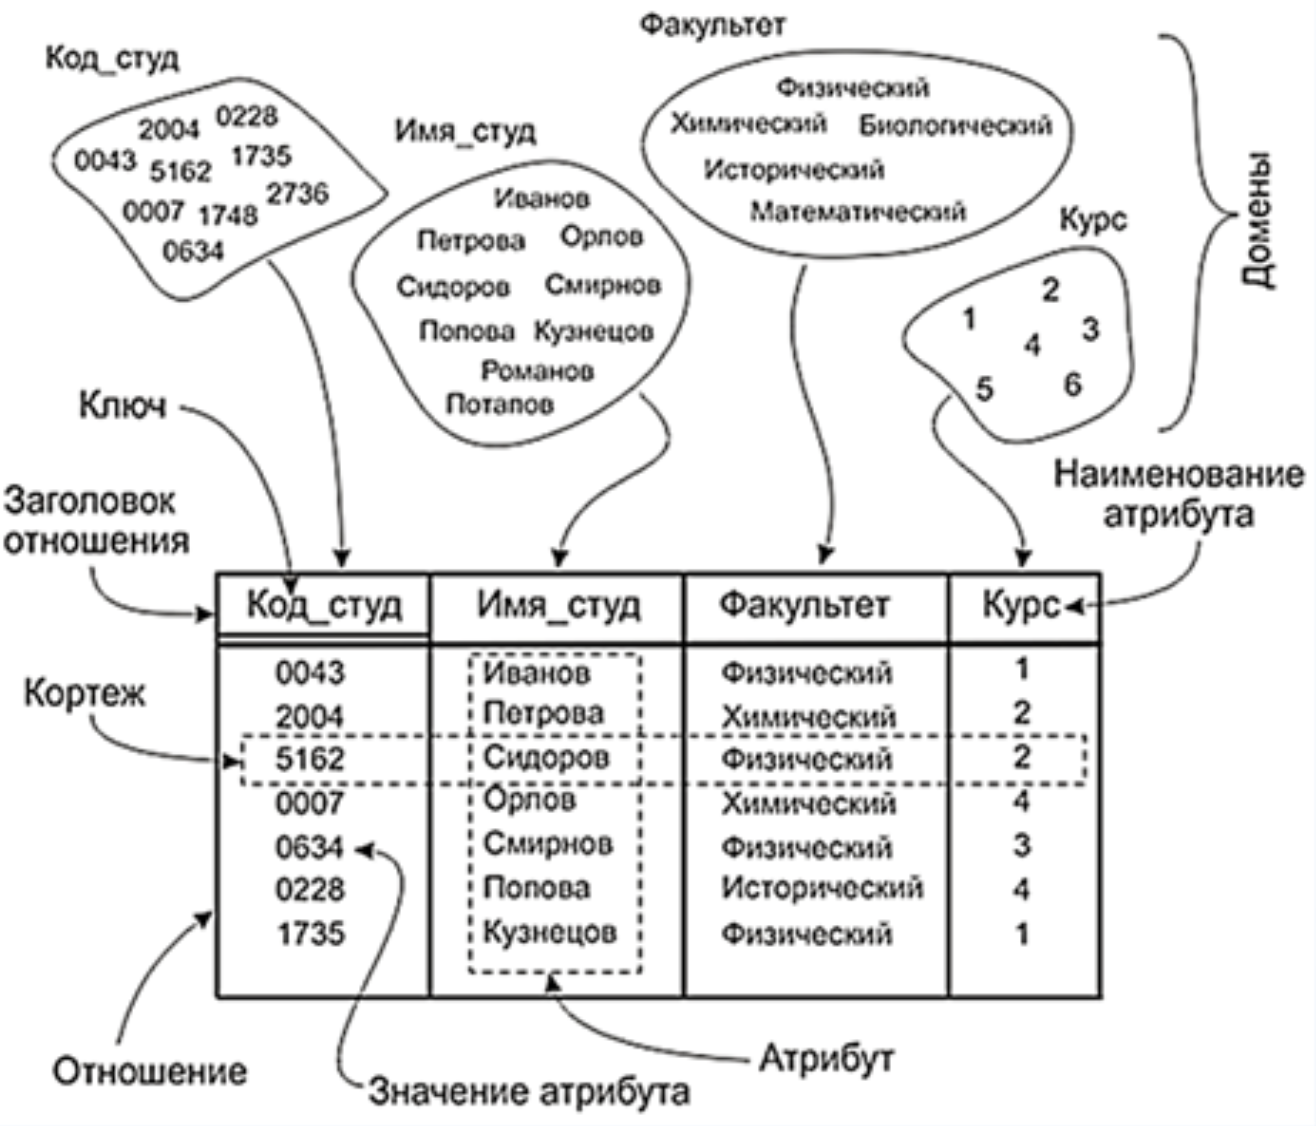 Факультет
Код_студ
Физический
Химический Биологический
Исторический
Математический
2004 0228
0043 5162 1735
2736
0007 1748
0634
Имя_студ
Иванов
Петрова Орлов
Сидоров Смирнов
Попова Кузнецов
Романов
Потапов
Курс
1 2
4 3
5 6
Домены
Ключ
Заголовок
отношения
Наименование
атрибута
Код_студ Имя_студ Факультет Курс
0043 Иванов Физический 1
2004 Петрова Химический 2
Кортеж
5162 Сидоров Физический 2
0007 Орлов Химический 4
0634 Смирнов Физический 3
0228 Попова Исторический 4
1735 Кузнецов Физический 1
Отношение
Значение атрибута
Атрибут